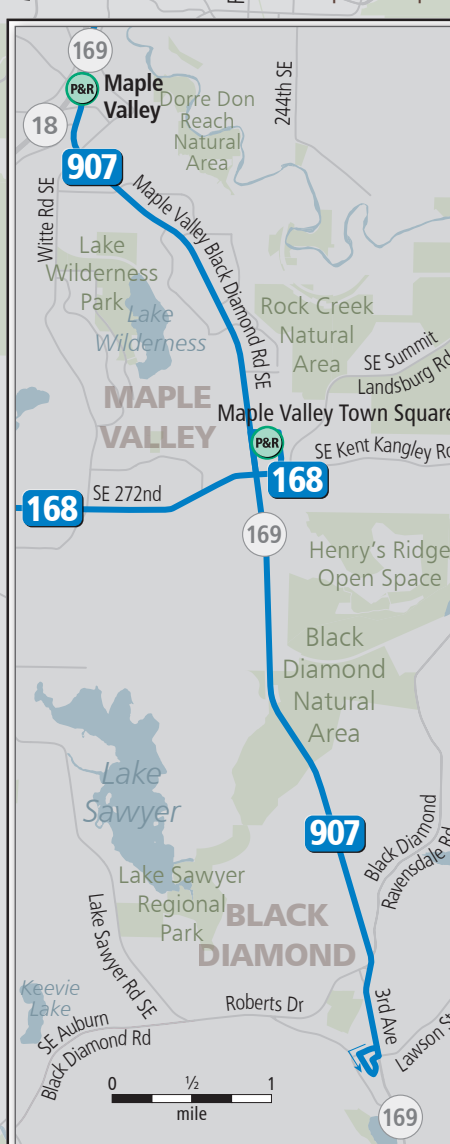 169
P&R
Maple
Valley
Dorre Don
Reach
Natural
Area
244th SE
18
907
Witte Rd SE
Maple Valley Black Diamond Rd SE
Lake
Wilderness
Park
Lake
Wilderness
Rock Creek
Natural
Area
SE Summit
Landsburg Rd
MAPLE
VALLEY
Maple Valley Town Square
P&R
SE Kent Kangley Rd
168
168
SE 272nd
169
Henry's Ridge
Open Space
Black
Diamond
Natural
Area
Lake
Sawyer
907
Black Diamond
Ravensdale Rd
Lake Sawyer
Regional
Park
BLACK
DIAMOND
Lake Sawyer Rd SE
Keevie
Lake
Roberts Dr
3rd Ave
SE Auburn
Black Diamond Rd
Lawson St
0 ½ 1
mile
169